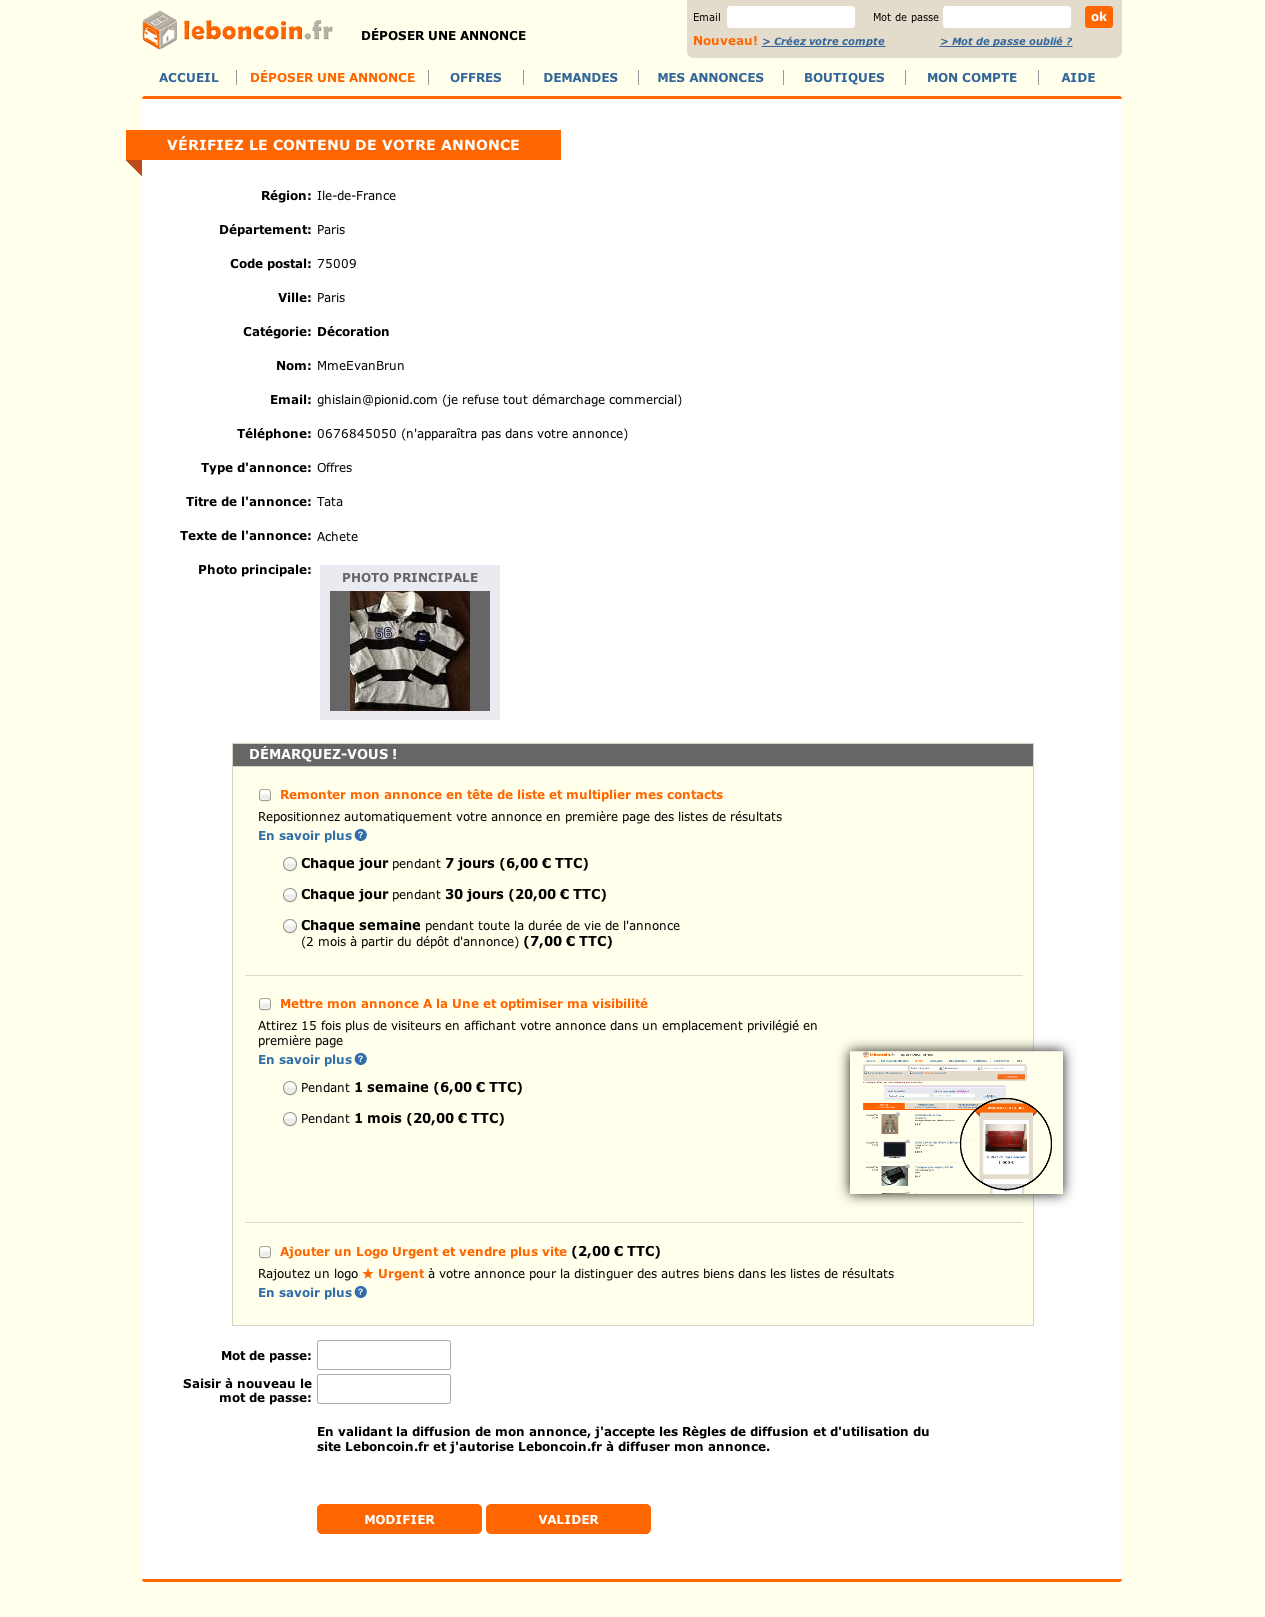 leboncoin.fr
DÉPOSER UNE ANNONCE
Email
Mot de passe
ok
Nouveau! > Créez votre compte
> Mot de passe oublié ?
ACCUEIL
DÉPOSER UNE ANNONCE
OFFRES
DEMANDES
MES ANNONCES
BOUTIQUES
MON COMPTE
AIDE
VÉRIFIEZ LE CONTENU DE VOTRE ANNONCE
Région: Ile-de-France
Département: Paris
Code postal: 75009
Ville: Paris
Catégorie: Décoration
Nom: MmeEvanBrun
Email: ghislain@pionid.com (je refuse tout démarchage commercial)
Téléphone: 0676845050 (n'apparaîtra pas dans votre annonce)
Type d'annonce: Offres
Titre de l'annonce: Tata
Texte de l'annonce: Achete
Photo principale:
PHOTO PRINCIPALE
56
DÉMARQUEZ-VOUS !
Remonter mon annonce en tête de liste et multiplier mes contacts
Repositionnez automatiquement votre annonce en première page des listes de résultats
En savoir plus ?
Chaque jour pendant 7 jours (6,00 € TTC)
Chaque jour pendant 30 jours (20,00 € TTC)
Chaque semaine pendant toute la durée de vie de l'annonce
(2 mois à partir du dépôt d'annonce) (7,00 € TTC)
Mettre mon annonce A la Une et optimiser ma visibilité
Attirez 15 fois plus de visiteurs en affichant votre annonce dans un emplacement privilégié en
première page
En savoir plus ?
Pendant 1 semaine (6,00 € TTC)
Pendant 1 mois (20,00 € TTC)
leboncoin.fr
Ajouter un Logo Urgent et vendre plus vite (2,00 € TTC)
Rajoutez un logo ★ Urgent à votre annonce pour la distinguer des autres biens dans les listes de résultats
En savoir plus ?
Mot de passe:
Saisir à nouveau le
mot de passe:
En validant la diffusion de mon annonce, j'accepte les Règles de diffusion et d'utilisation du
site Leboncoin.fr et j'autorise Leboncoin.fr à diffuser mon annonce.
MODIFIER
VALIDER